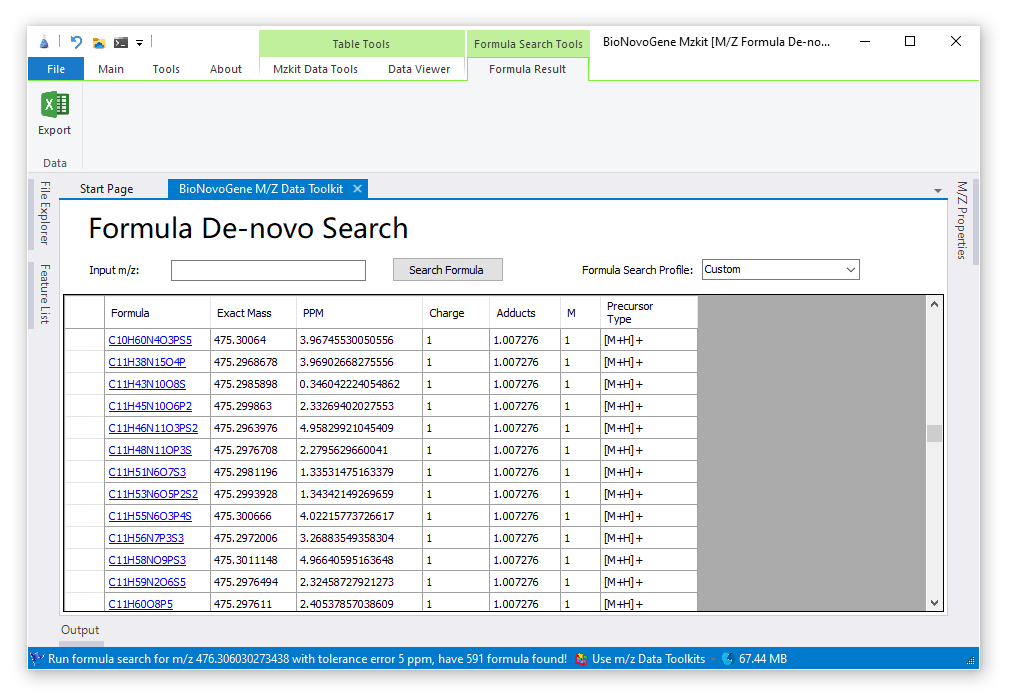 Table Tools Formula Search Tools BioNovoGene Mzkit [M/Z Formula De-no...
File Main Tools About Mzkit Data Tools Data Viewer Formula Result
Export
Data
File Explorer
Feature List
M/Z Properties
Start Page BioNovoGene M/Z Data Toolkit
Formula De-novo Search
Input m/z: Search Formula Formula Search Profile: Custom
Formula Exact Mass PPM Charge Adducts M Precursor Type
C10H60N4O3PS5 475.30064 3.96745530050556 1 1.007276 1 [M+H]+
C11H38N15O4P 475.2968678 3.96902668275556 1 1.007276 1 [M+H]+
C11H43N10O8S 475.2985898 0.346042224054862 1 1.007276 1 [M+H]+
C11H45N10O6P2 475.299863 2.33269402027553 1 1.007276 1 [M+H]+
C11H46N11O3PS2 475.2963976 4.95829921045409 1 1.007276 1 [M+H]+
C11H48N11OP3S 475.2976708 2.2795629660041 1 1.007276 1 [M+H]+
C11H51N6O7S3 475.2981196 1.33531475163379 1 1.007276 1 [M+H]+
C11H53N6O5P2S2 475.2993928 1.34342149269659 1 1.007276 1 [M+H]+
C11H55N6O3P4S 475.300666 4.02215773726617 1 1.007276 1 [M+H]+
C11H56N7P3S3 475.2972006 3.26883549358304 1 1.007276 1 [M+H]+
C11H58NO9PS3 475.3011148 4.96640595163648 1 1.007276 1 [M+H]+
C11H59N2O6S5 475.2976494 2.32458727921273 1 1.007276 1 [M+H]+
C11H60O8P5 475.297611 2.40537857038609 1 1.007276 1 [M+H]+
Output
Run formula search for m/z 476.306030273438 with tolerance error 5 ppm, have 591 formula found! Use m/z Data Toolkits 67.44 MB